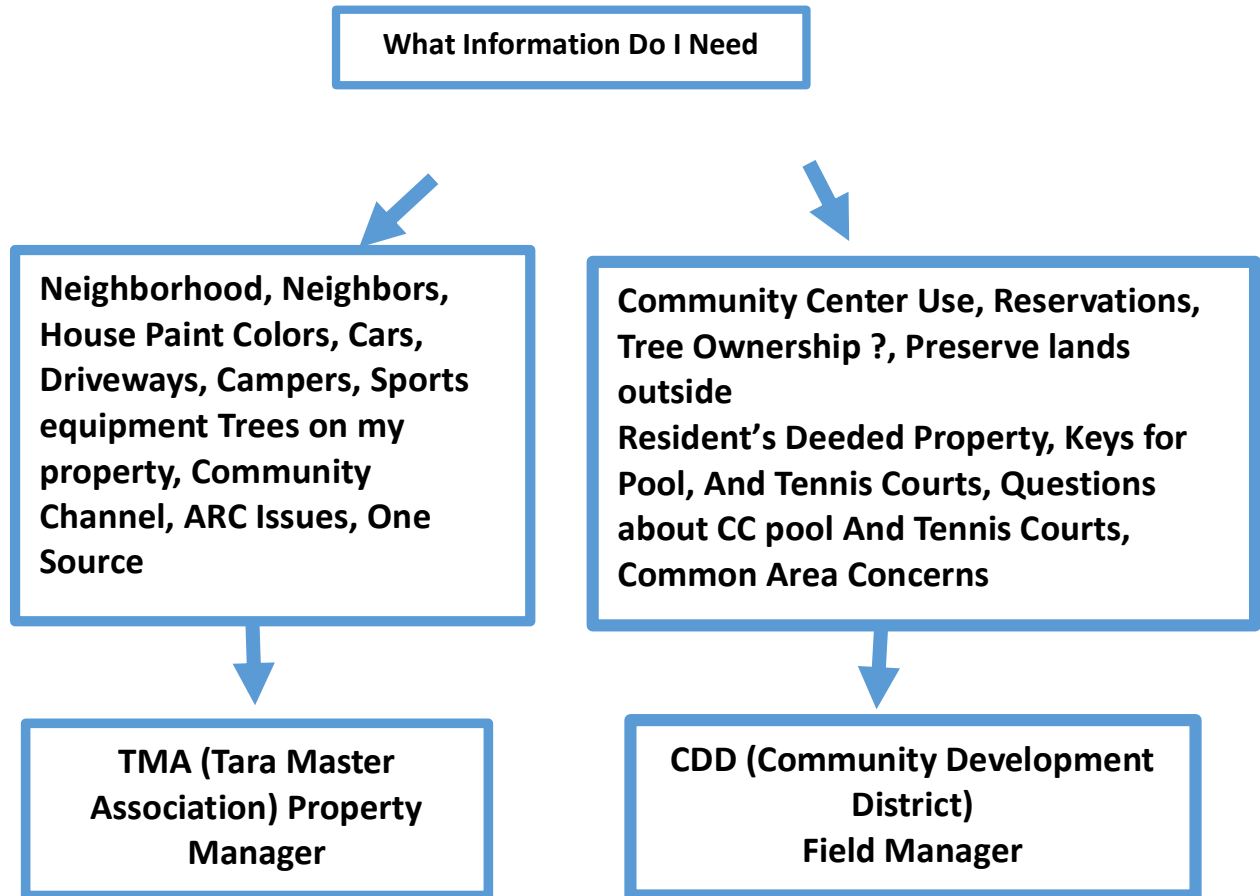 What Information Do I Need
Neighborhood, Neighbors,
House Paint Colors, Cars,
Driveways, Campers, Sports
equipment Trees on my
property, Community
Channel, ARC Issues, One
Source
Community Center Use, Reservations,
Tree Ownership ?, Preserve lands
outside
Resident’s Deeded Property, Keys for
Pool, And Tennis Courts, Questions
about CC pool And Tennis Courts,
Common Area Concerns
TMA (Tara Master
Association) Property
Manager
CDD (Community Development
District)
Field Manager